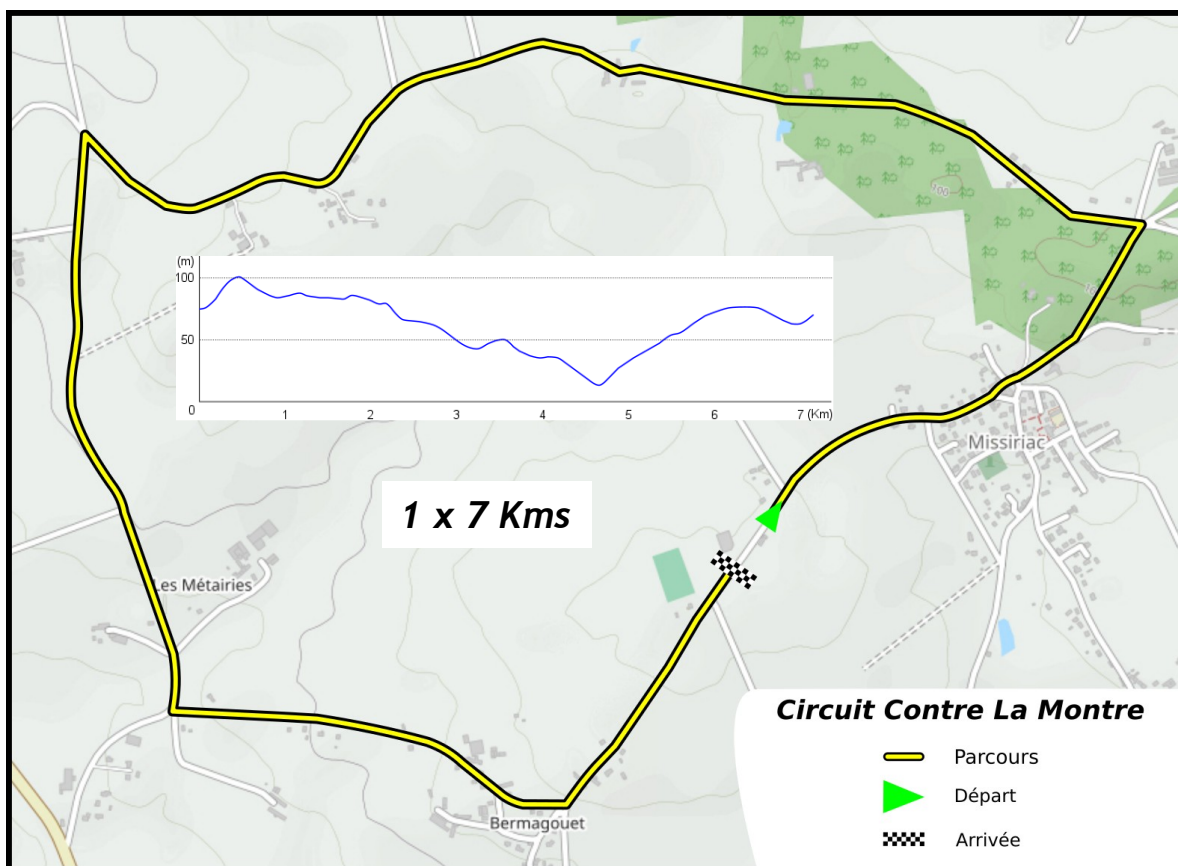 100
(m)
100
50
0
1
2
3
4
5
6
7 (Km)
Missiriac
1 x 7 Kms
Les Métairies
Bermagouet
Circuit Contre La Montre
Parcours
Départ
Arrivée